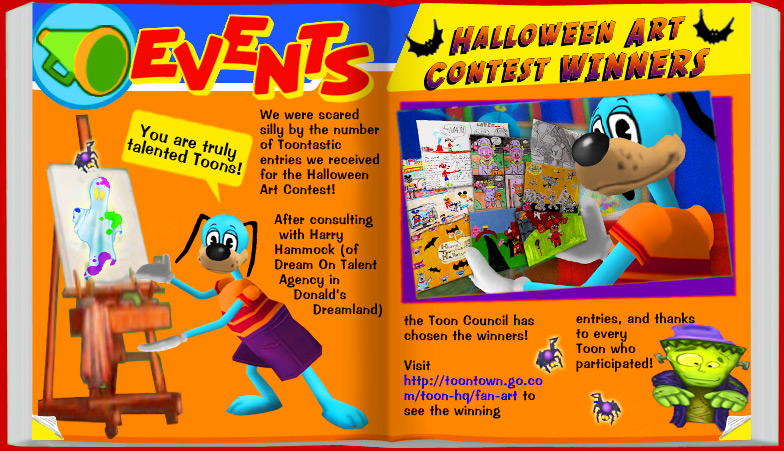 EVENTS
You are truly
talented Toons!
We were scared
silly by the number
of Toontastic
entries we received
for the Halloween
Art Contest!
After consulting
with Harry
Hammock (of
Dream On Talent
Agency in
Donald's
Dreamland)
HALLOWEEN ART
CONTEST WINNERS
the Toon Council has
chosen the winners!
Visit
http://toontown.go.co
m/toon-hq/fan-art to
see the winning
entries, and thanks
to every
Toon who
participated!